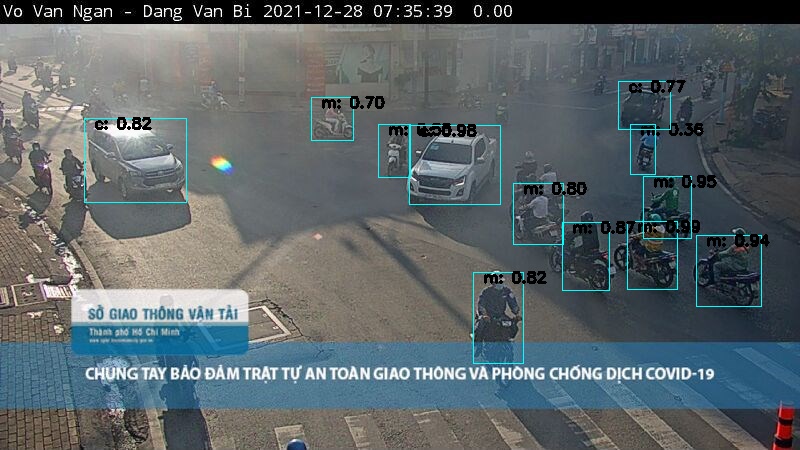 Vo Van Ngan - Dang Van Bi 2021-12-28 07:35:39 0.00
c: 0.77
m: 0.70
c: 0.82
m:
0.98
m: 0.36
m: 0.95
m: 0.80
m: 0.87
m: 0.99
m: 0.94
m: 0.82
SỞ GIAO THÔNG VẬN TẢI
Thành phố Hồ Chí Minh
CHUNG TAY BẢO ĐẢM TRẬT TỰ AN TOÀN GIAO THÔNG VÀ PHÒNG CHỐNG DỊCH COVID-19